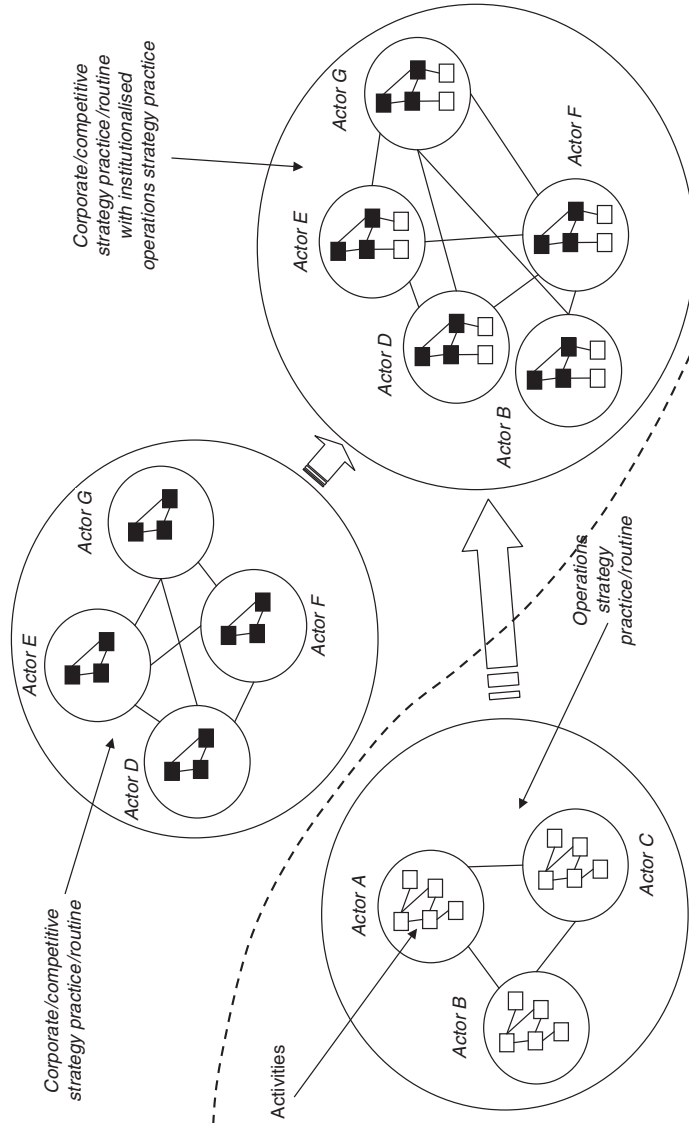 Corporate/competitive
strategy practice/routine
Actor E
Actor G
Actor D
Actor F
Corporate/competitive
strategy practice/routine
with institutionalised
operations strategy practice
Actor G
Actor E
Actor D
Actor F
Actor B
Activities
Actor A
Actor B
Actor C
Operations
strategy
practice/routine